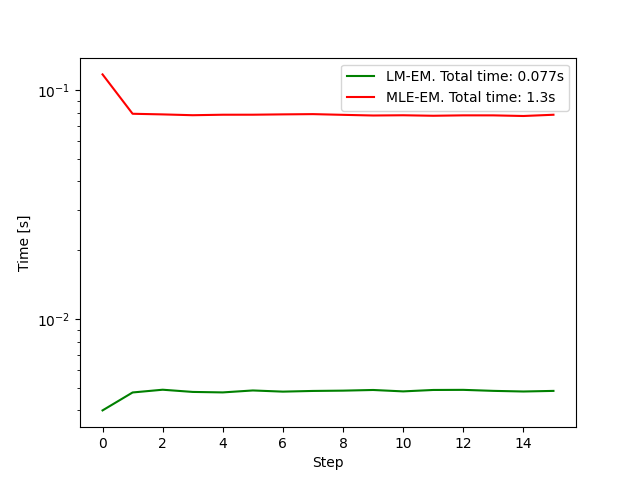 LM-EM. Total time: 0.077s
MLE-EM. Total time: 1.3s
10⁻¹
10⁻²
Time [s]
0 2 4 6 8 10 12 14
Step